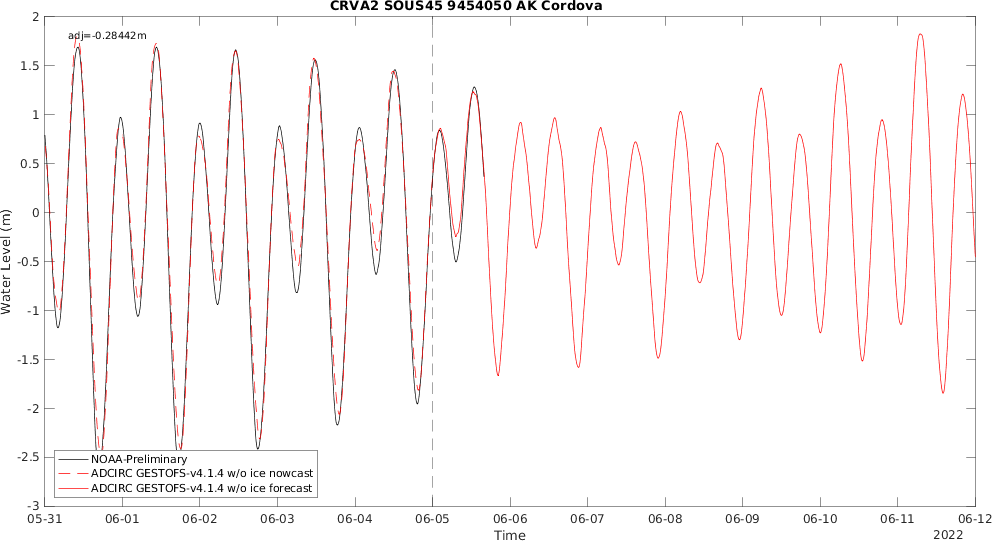 CRVA2 SOUS45 9454050 AK Cordova
adj=-0.28442m
2
1.5
1
0.5
0
-0.5
-1
-1.5
-2
-2.5
-3
Water Level (m)
NOAA-Preliminary
ADCIRC GESTOFS-v4.1.4 w/o ice nowcast
ADCIRC GESTOFS-v4.1.4 w/o ice forecast
05-31 06-01 06-02 06-03 06-04 06-05 06-06 06-07 06-08 06-09 06-10 06-11 06-12
Time
2022